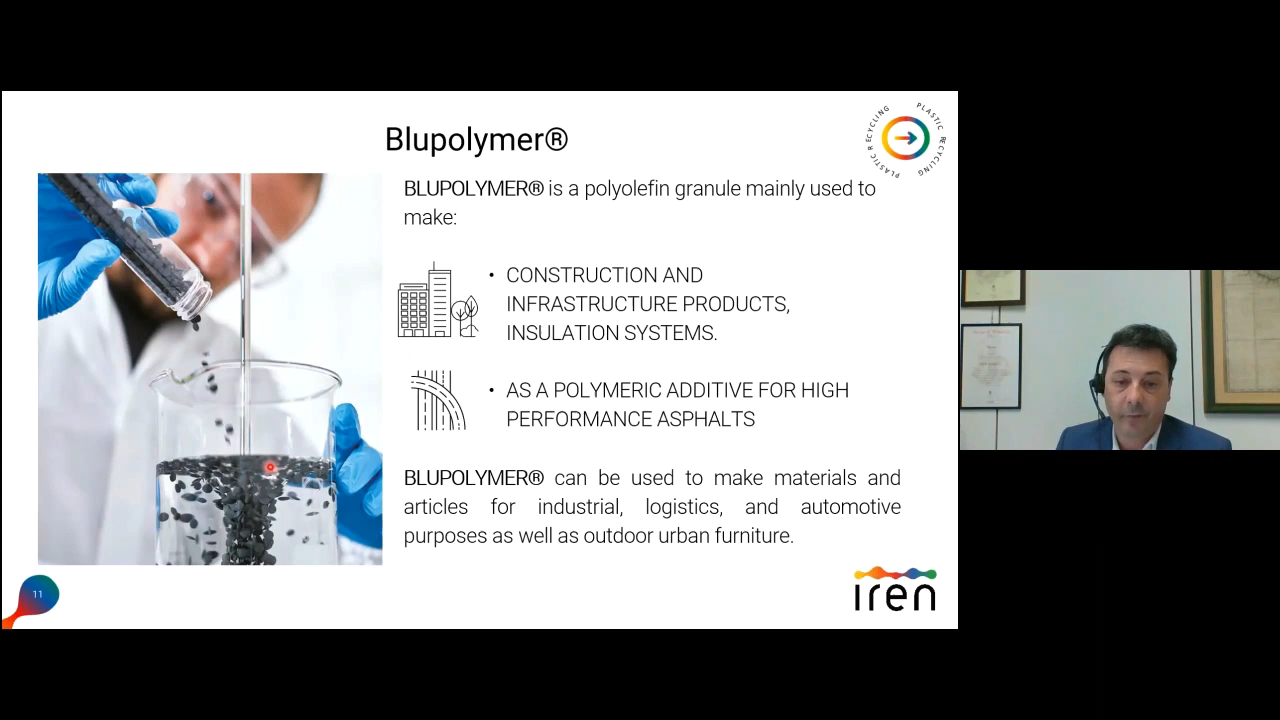 Blupolymer®
PLASTIC RECYCLING
PLASTIC RECYCLING
BLUPOLYMER® is a polyolefin granule mainly used to
make:
• CONSTRUCTION AND
INFRASTRUCTURE PRODUCTS,
INSULATION SYSTEMS.
• AS A POLYMERIC ADDITIVE FOR HIGH
PERFORMANCE ASPHALTS
BLUPOLYMER® can be used to make materials and
articles for industrial, logistics, and automotive
purposes as well as outdoor urban furniture.
11
iren